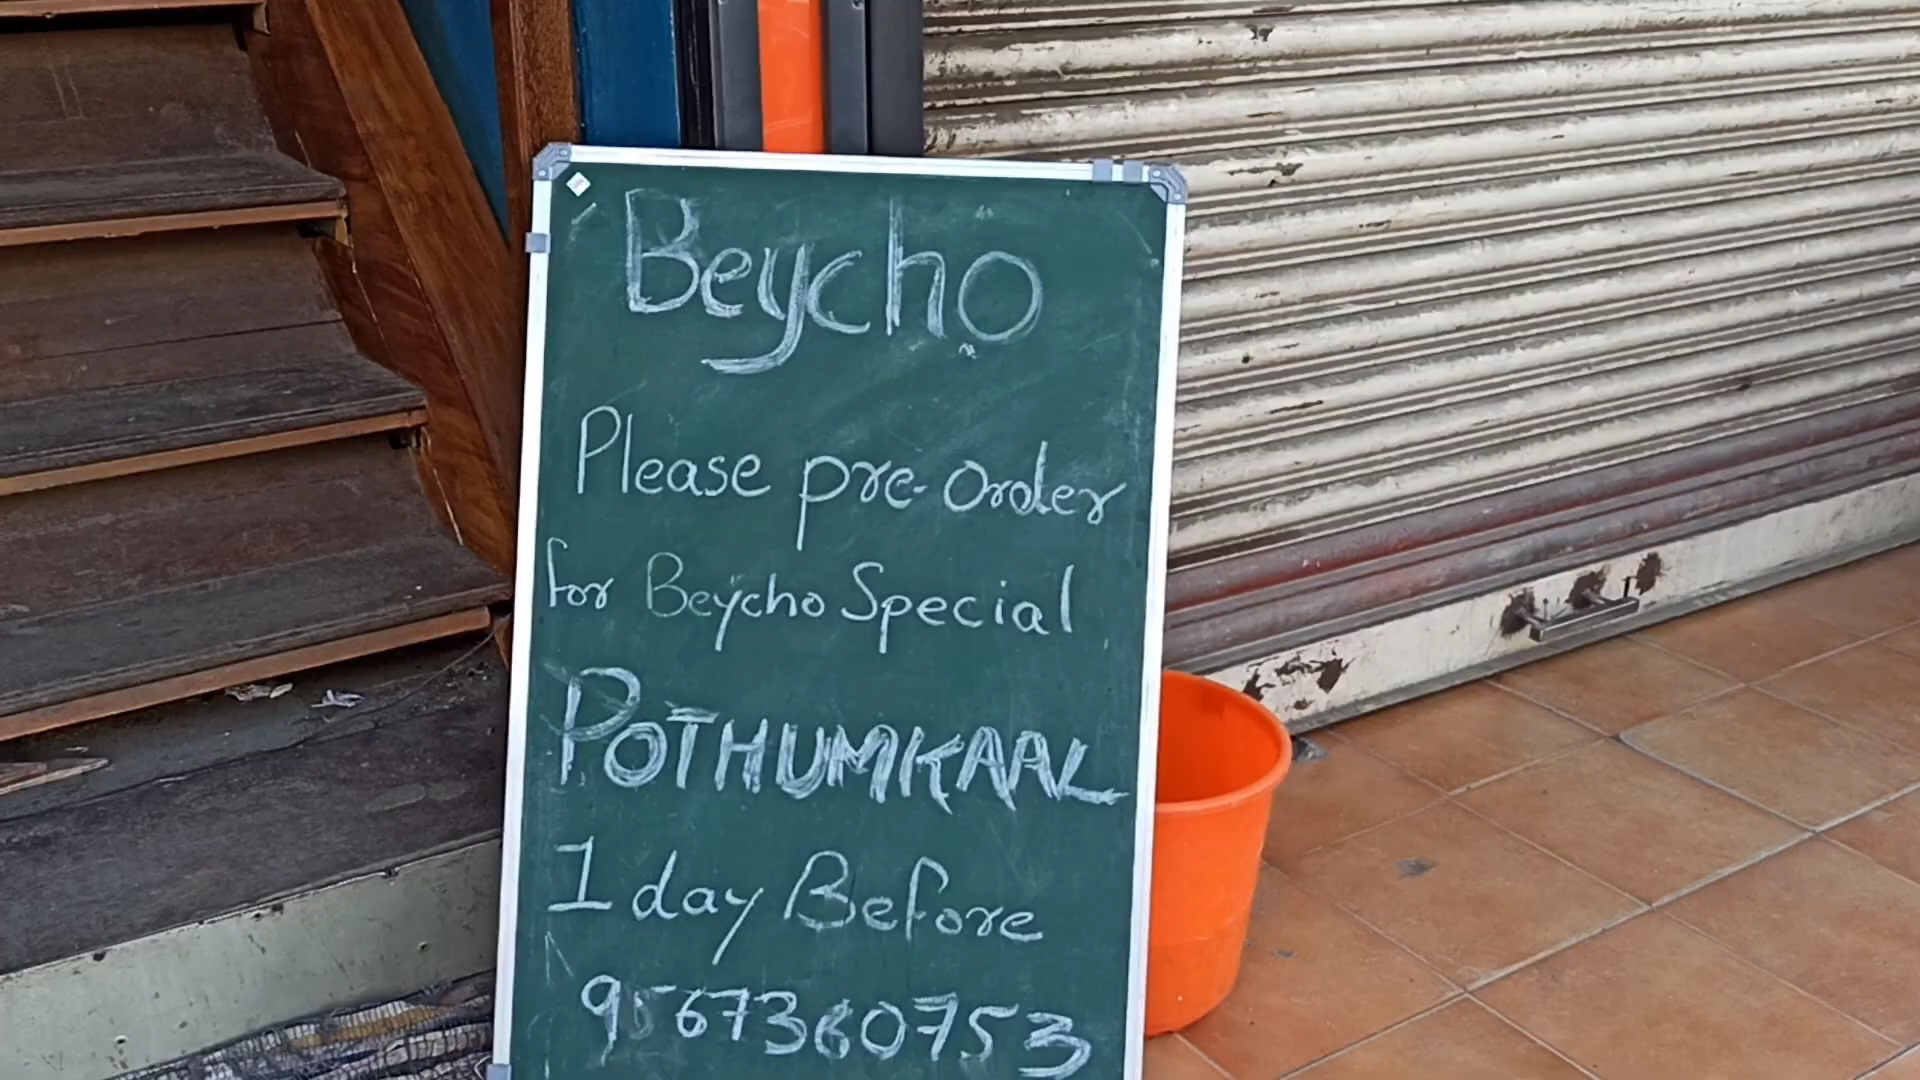 Beycho
Please pre-order
for Beycho Special
POTHUMKAAL
1 day Before
9567360753